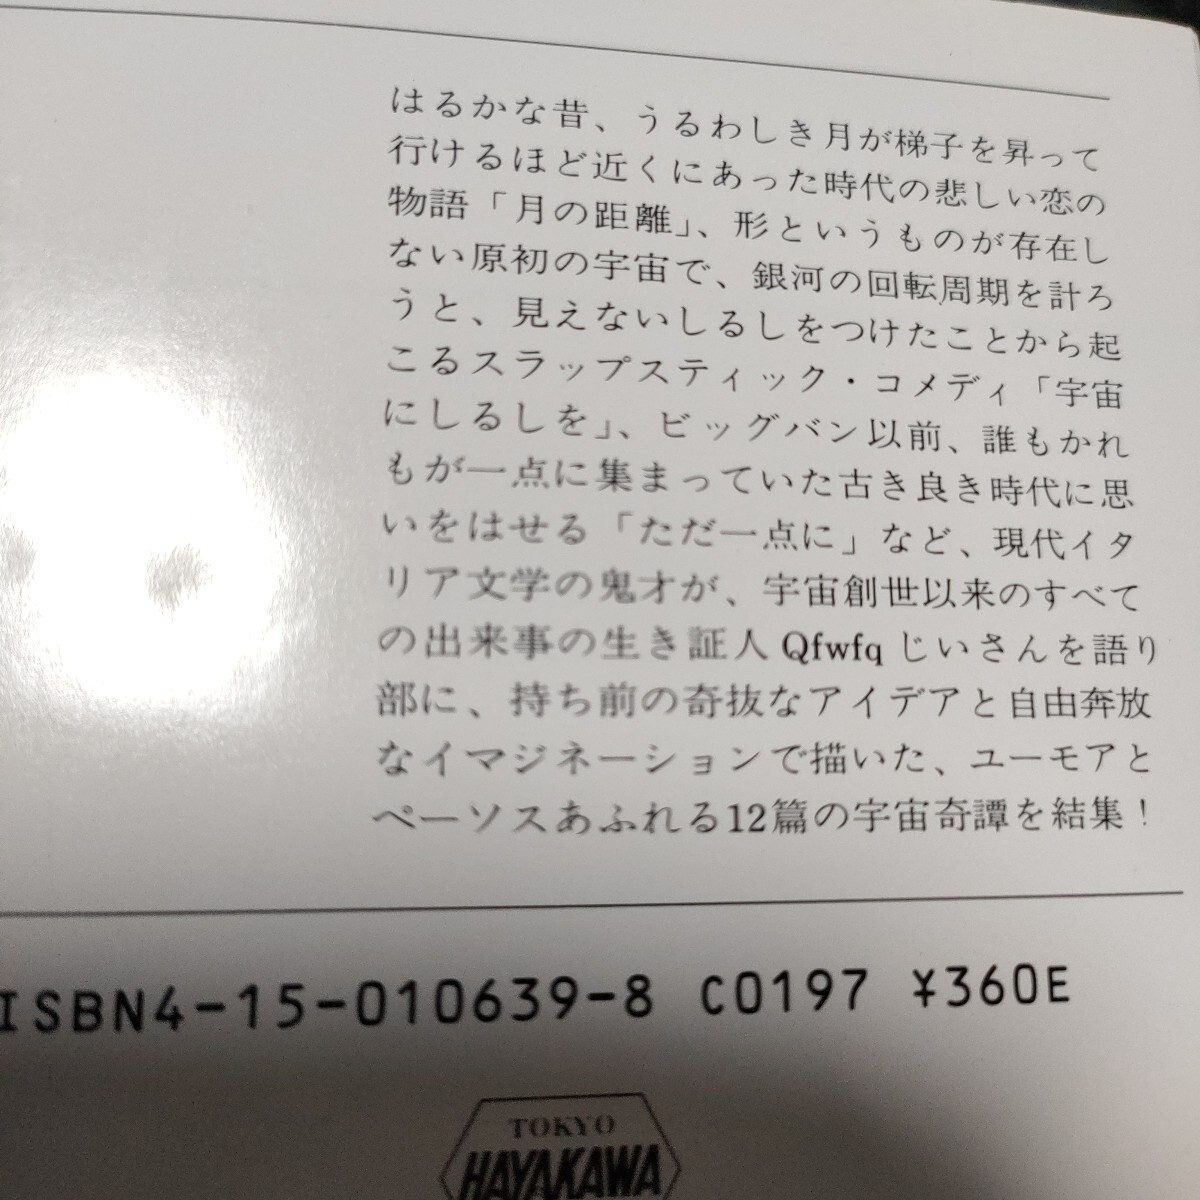 はるかな昔、うるわしき月が梯子を昇って
行けるほど近くにあった時代の悲しい恋の
物語「月の距離」、形というものが存在し
ない原初の宇宙で、銀河の回転周期を計ろ
うと、見えないしるしをつけたことから起
こるスラップスティック・コメディ「宇宙
にしるしを」、ビッグバン以前、誰もかれ
もが一点に集まっていた古き良き時代に思
いをはせる「ただ一点に」など、現代イタ
リア文学の鬼才が、宇宙創世以来のすべて
の出来事の生き証人Qfwfqじいさんを語り
部に、持ち前の奇抜なアイデアと自由奔放
なイマジネーションで描いた、ユーモアと
ペーソスあふれる12篇の宇宙奇譚を結集！
ISBN4-15-010639-8 C0197 ¥360E
TOKYO
HAYAKAWA